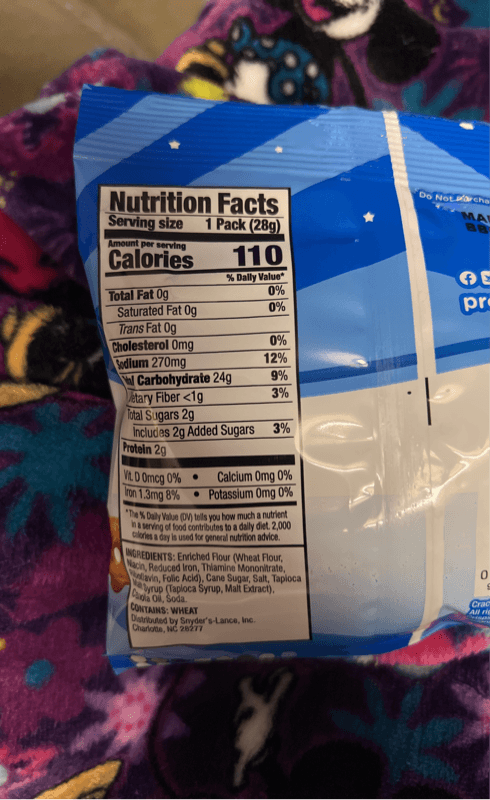 Nutrition Facts
Serving size 1 Pack (28g)
Amount per serving
Calories 110
% Daily Value*
Total Fat 0g 0%
Saturated Fat 0g 0%
Trans Fat 0g
Cholesterol 0mg 0%
Sodium 270mg 12%
Carbohydrate 24g 9%
Fiber <1g 3%
Total Sugars 2g
Includes 2g Added Sugars 3%
Protein 2g
Vit. D 0mcg 0% • Calcium 0mg 0%
Iron 1.3mg 8% • Potassium 0mg 0%
*The % Daily Value (DV) tells you how much a nutrient
in a serving of food contributes to a daily diet. 2,000
calories a day is used for general nutrition advice.
INGREDIENTS: Enriched Flour (Wheat Flour,
Niacin, Reduced Iron, Thiamine Mononitrate,
Riboflavin, Folic Acid), Cane Sugar, Salt, Tapioca
Syrup (Tapioca Syrup, Malt Extract),
Canola Oil, Soda.
CONTAINS: WHEAT
Distributed by Snyder's-Lance, Inc.
Charlotte, NC 28277
Do Not
MA
BB
pr
Crac
All ri